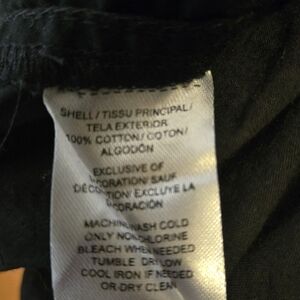 SHELL / TISSU PRINCIPAL /
TELA EXTERIOR
100% COTTON / COTON /
ALGODÓN
EXCLUSIVE OF
DECORATION/ SAUF
DÉCORATION/ EXCLUYE LA
DECORACIÓN
MACHINE WASH COLD
ONLY NON-CHLORINE
BLEACH WHEN NEEDED
TUMBLE DRY LOW
COOL IRON IF NEEDED
OR DRY CLEAN